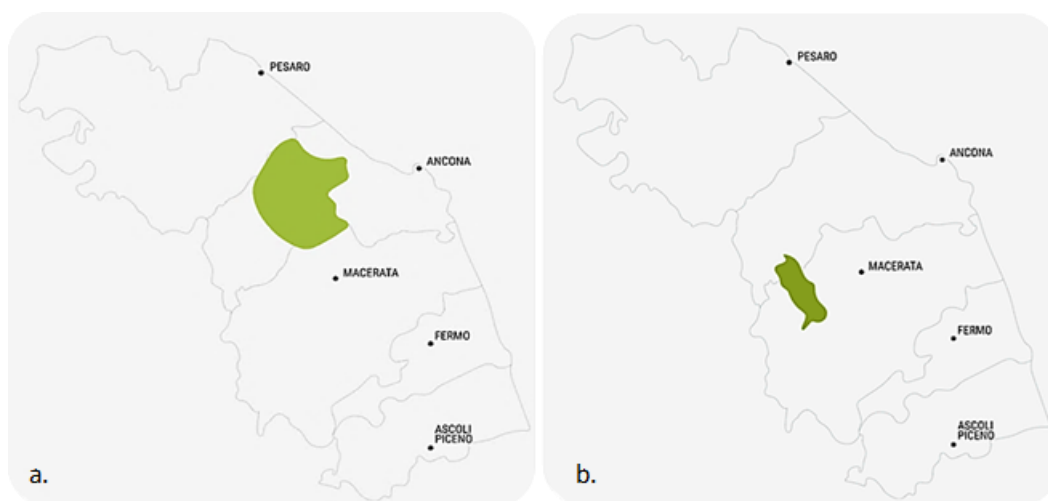 PESARO
ANCONA
MACERATA
FERMO
ASCOLI
PICENO
a.
PESARO
ANCONA
MACERATA
FERMO
ASCOLI
PICENO
b.